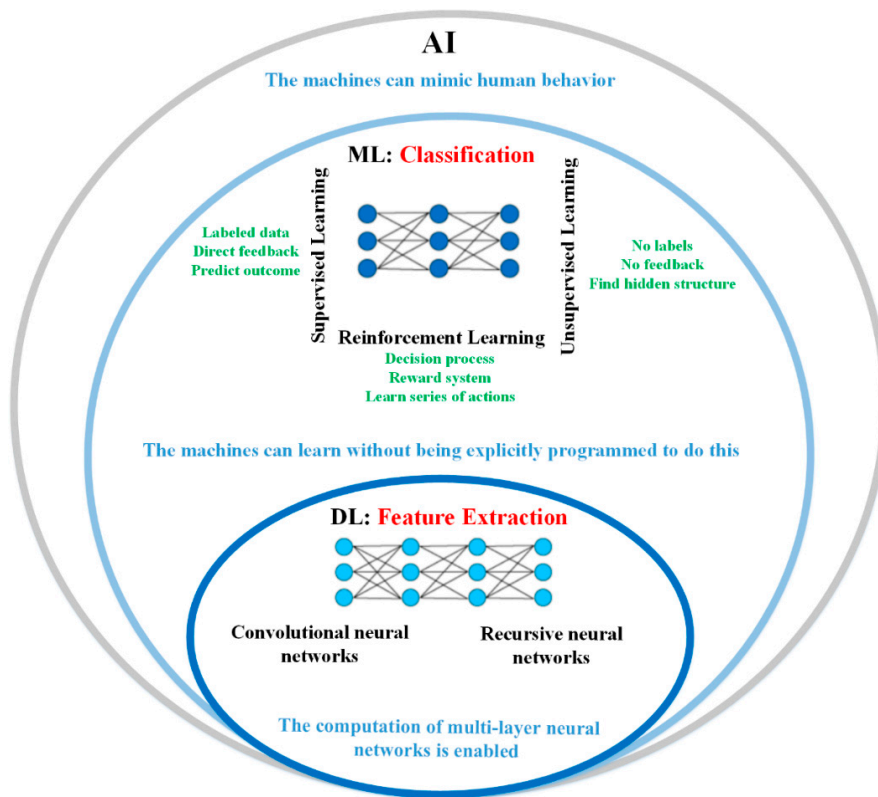 AI
The machines can mimic human behavior
ML: Classification
Supervised Learning
Labeled data
Direct feedback
Predict outcome
Unsupervised Learning
No labels
No feedback
Find hidden structure
Reinforcement Learning
Decision process
Reward system
Learn series of actions
The machines can learn without being explicitly programmed to do this
DL: Feature Extraction
Convolutional neural
networks
Recursive neural
networks
The computation of multi-layer neural
networks is enabled